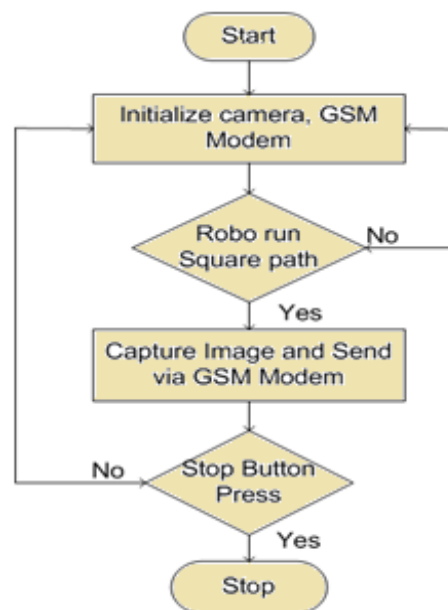 Start
Initialize camera, GSM
Modem
Robo run
Square path
No
Yes
Capture Image and Send
via GSM Modem
No
Stop Button
Press
Yes
Stop